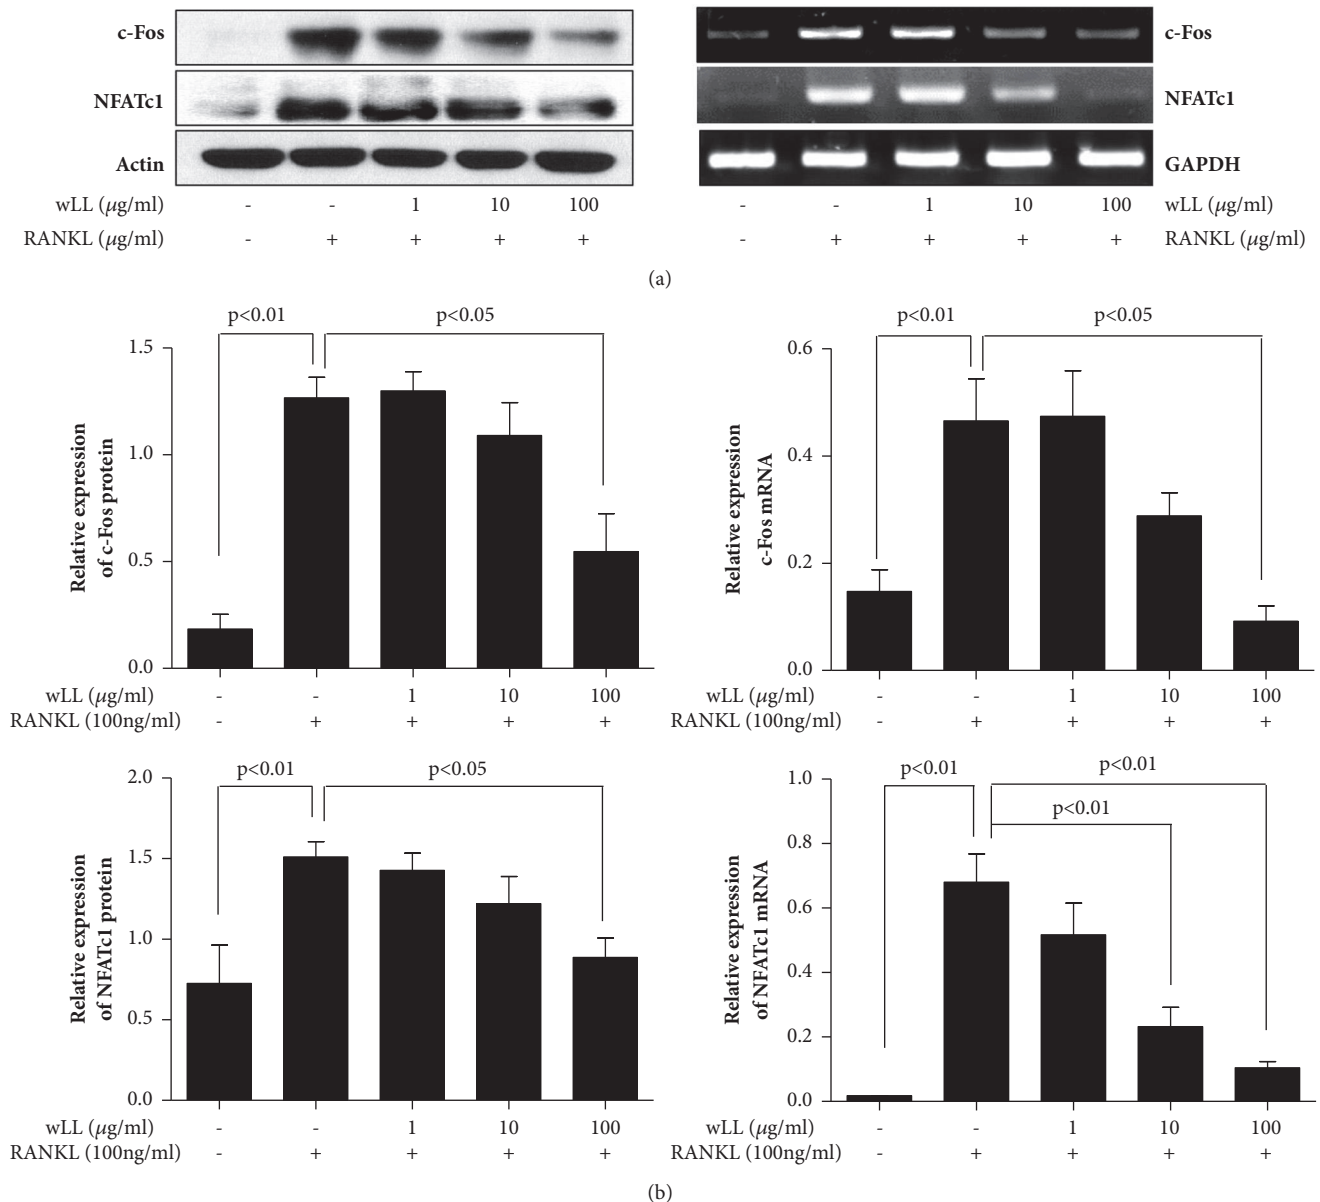 c-Fos
NFATc1
Actin
wLL (μg/ml) - - 1 10 100
RANKL (μg/ml) - + + + +
c-Fos
NFATc1
GAPDH
- - 1 10 100 wLL (μg/ml)
- + + + + RANKL (μg/ml)
(a)
p<0.01 p<0.05
1.5
1.0
0.5
0.0
Relative expression
of c-Fos protein
wLL (μg/ml) - - 1 10 100
RANKL (100ng/ml) - + + + +
p<0.01 p<0.05
0.6
0.4
0.2
0.0
Relative expression
c-Fos mRNA
wLL (μg/ml) - - 1 10 100
RANKL (100ng/ml) - + + + +
p<0.01 p<0.05
2.0
1.5
1.0
0.5
0.0
Relative expression
of NFATc1 protein
wLL (μg/ml) - - 1 10 100
RANKL (100ng/ml) - + + + +
p<0.01 p<0.01
p<0.01
1.0
0.8
0.6
0.4
0.2
0.0
Relative expression
of NFATc1 mRNA
wLL (μg/ml) - - 1 10 100
RANKL (100ng/ml) - + + + +
(b)